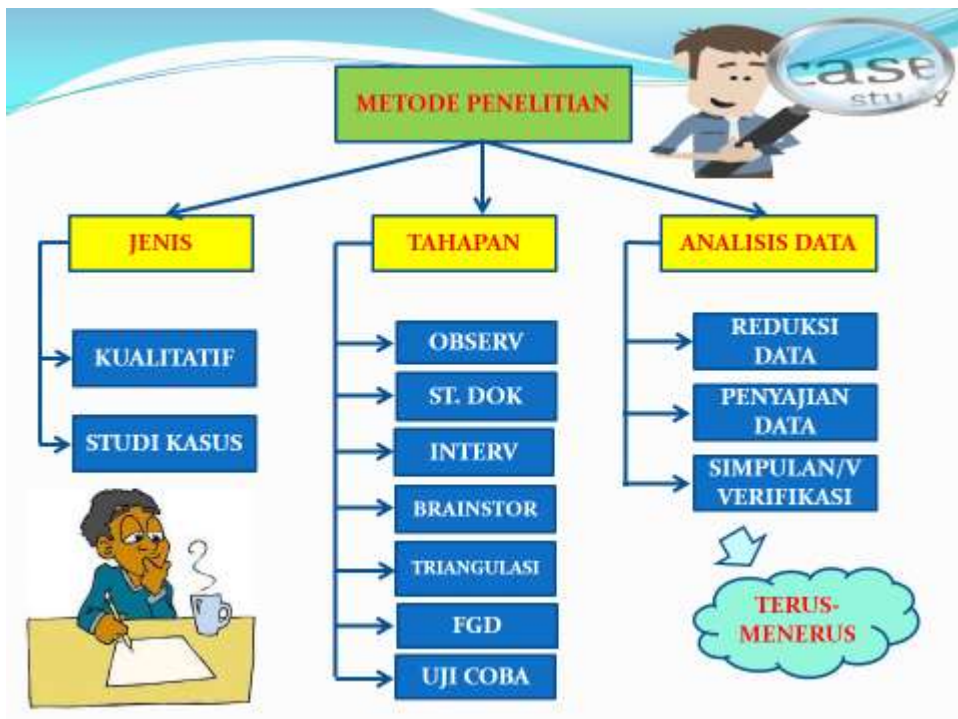 case
study
METODE PENELITIAN
JENIS
KUALITATIF
STUDI KASUS
TAHAPAN
OBSERV
ST. DOK
INTERV
BRAINSTOR
TRIANGULASI
FGD
UJI COBA
ANALISIS DATA
REDUKSI
DATA
PENYAJIAN
DATA
SIMPULAN/V
VERIFIKASI
TERUS-
MENERUS